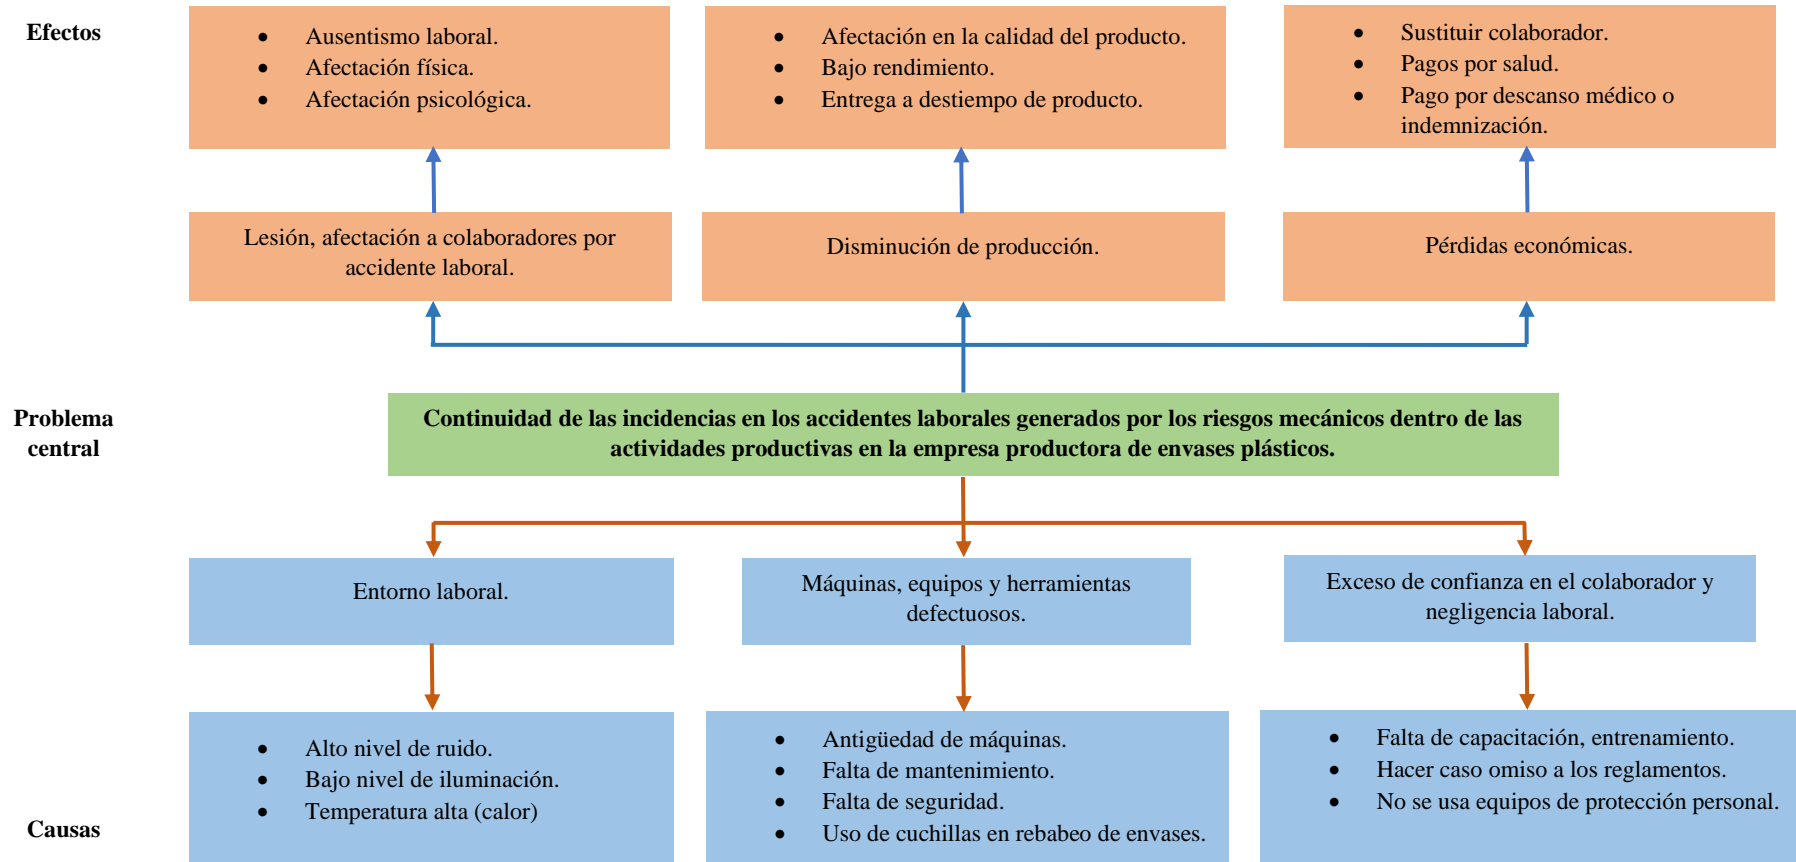 Efectos
• Ausentismo laboral.
• Afectación física.
• Afectación psicológica.
• Afectación en la calidad del producto.
• Bajo rendimiento.
• Entrega a destiempo de producto.
• Sustituir colaborador.
• Pagos por salud.
• Pago por descanso médico o
indemnización.
Lesión, afectación a colaboradores por
accidente laboral.
Disminución de producción.
Pérdidas económicas.
Problema
central
Continuidad de las incidencias en los accidentes laborales generados por los riesgos mecánicos dentro de las
actividades productivas en la empresa productora de envases plásticos.
Entorno laboral.
Máquinas, equipos y herramientas
defectuosos.
Exceso de confianza en el colaborador y
negligencia laboral.
• Alto nivel de ruido.
• Bajo nivel de iluminación.
• Temperatura alta (calor)
• Antigüedad de máquinas.
• Falta de mantenimiento.
• Falta de seguridad.
• Uso de cuchillas en rebabeo de envases.
• Falta de capacitación, entrenamiento.
• Hacer caso omiso a los reglamentos.
• No se usa equipos de protección personal.
Causas